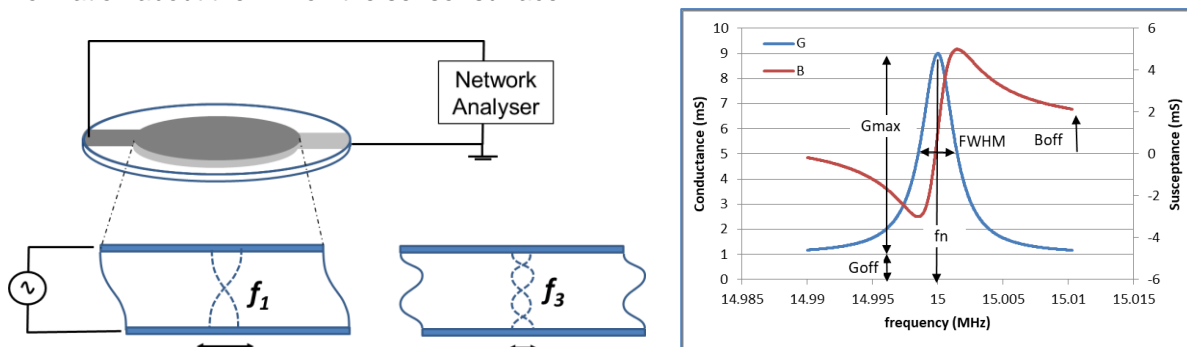 Network
Analyser
f1
f3
G
B
10
9
8
7
6
5
4
3
2
1
0
Conductance (mS)
Gmax
FWHM
Boff
fn
Goff
6
4
2
0
-2
-4
-6
Susceptance (mS)
14.985
14.99
14.995
15
15.005
15.01
15.015
frequency (MHz)